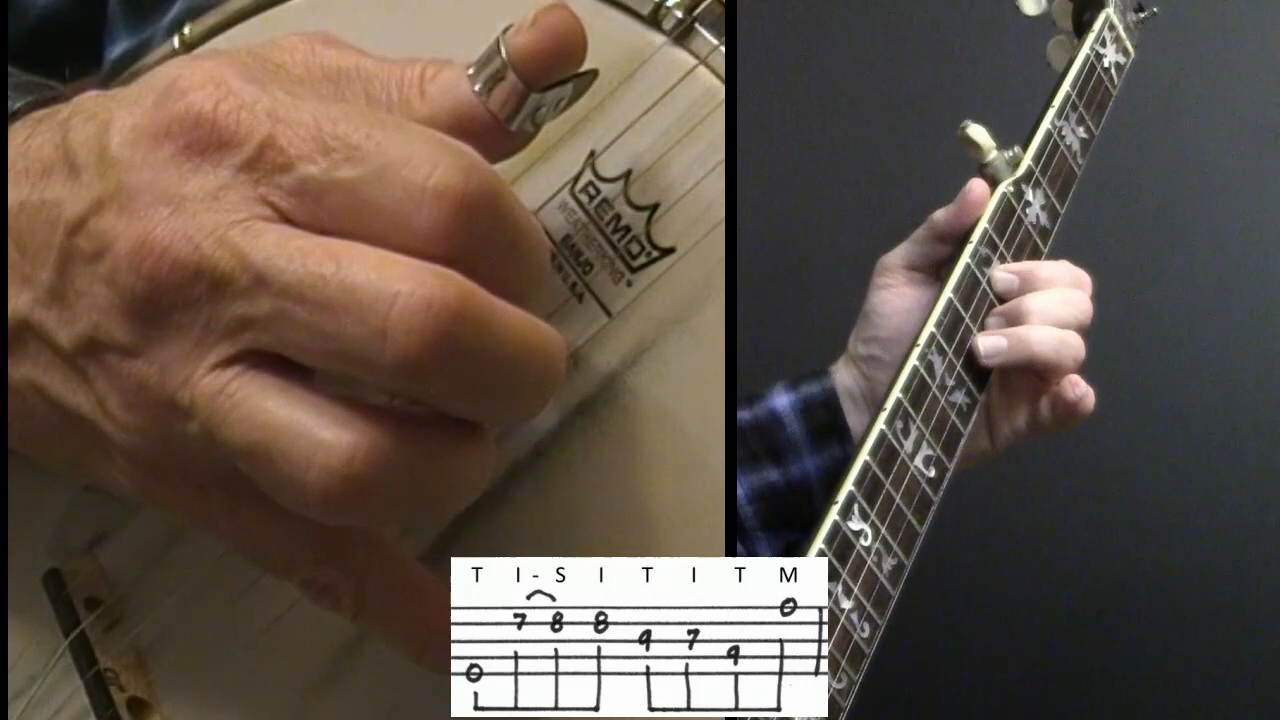 REMO
WEATHERKING
BANJO
T I-S I T I T M
0
7 8 8
9 7
0 9